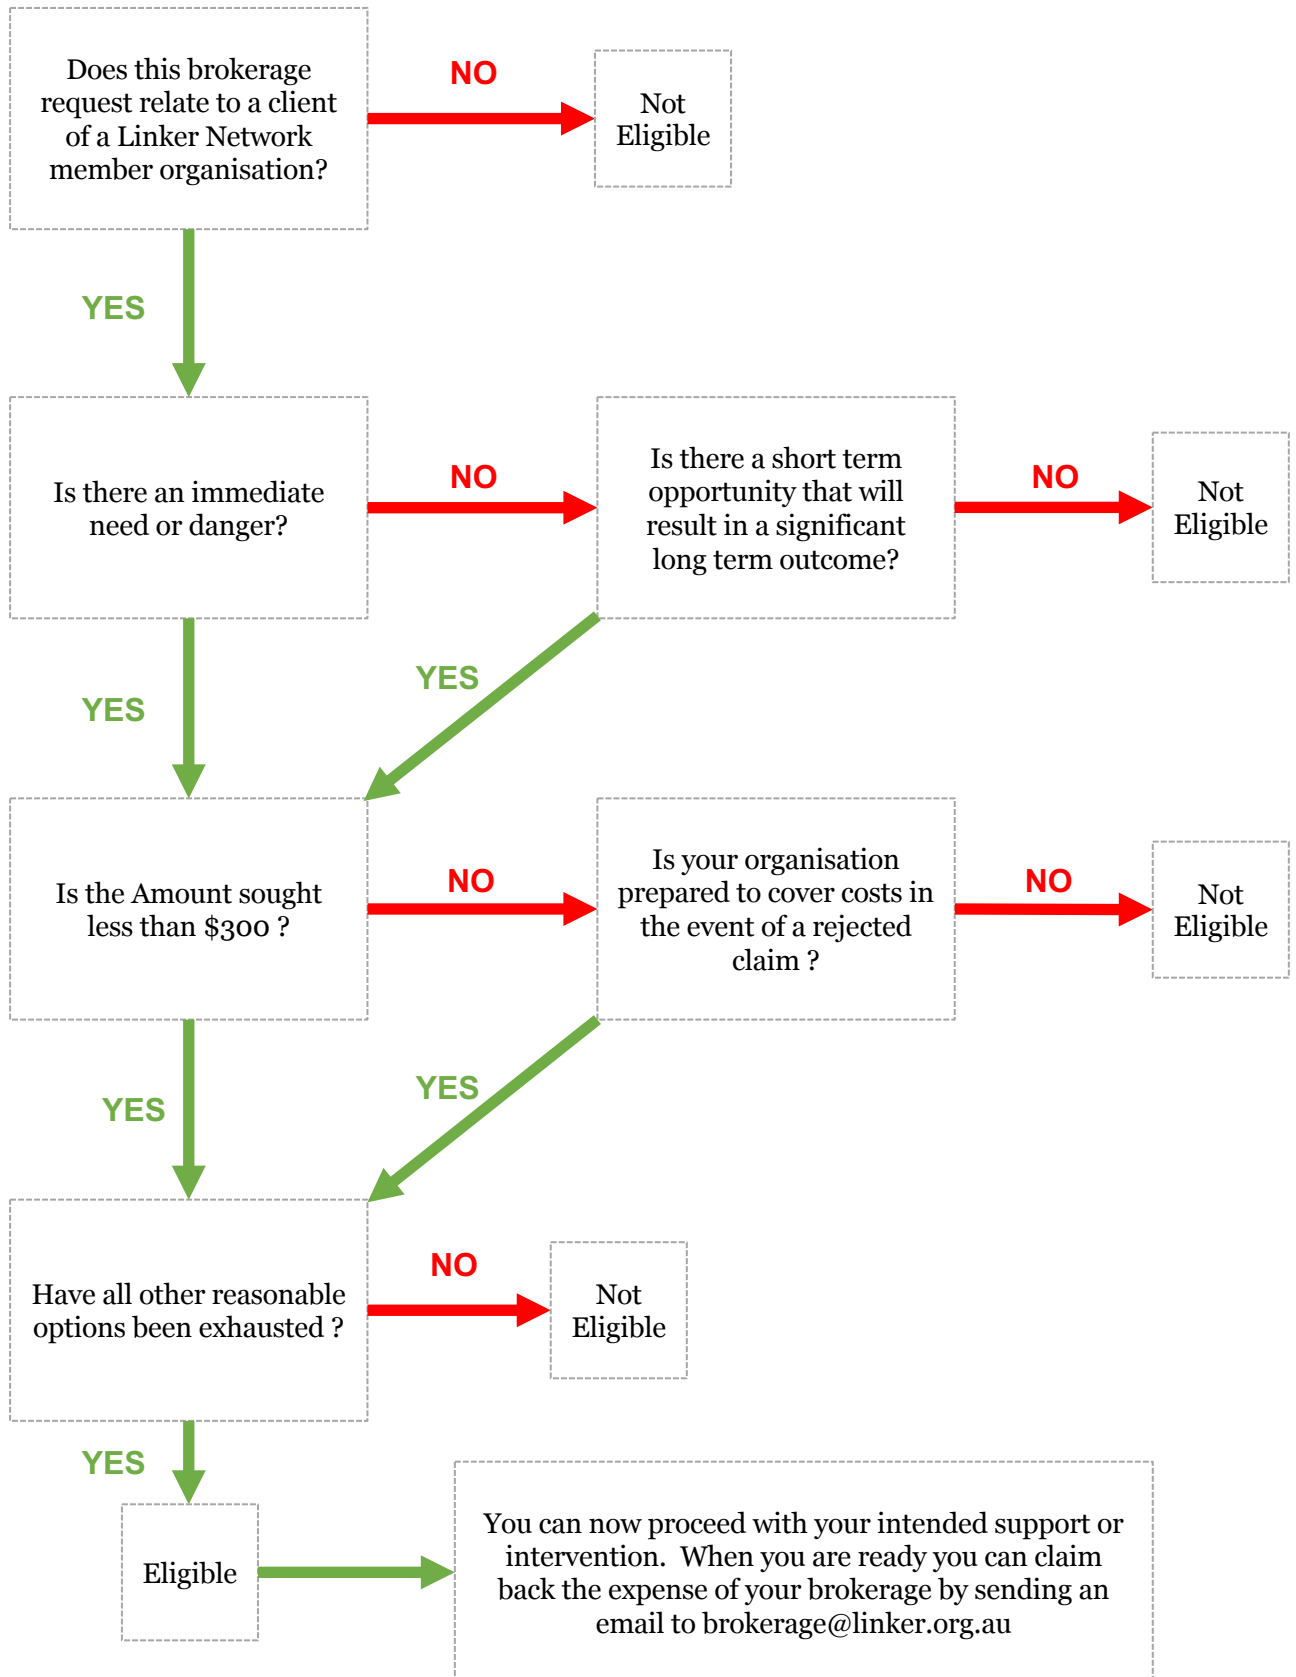 Does this brokerage
request relate to a client
of a Linker Network
member organisation?
NO
Not
Eligible
YES
Is there an immediate
need or danger?
NO
Is there a short term
opportunity that will
result in a significant
long term outcome?
NO
Not
Eligible
YES
YES
Is the Amount sought
less than $300 ?
NO
Is your organisation
prepared to cover costs in
the event of a rejected
claim ?
NO
Not
Eligible
YES
YES
Have all other reasonable
options been exhausted ?
NO
Not
Eligible
YES
Eligible
You can now proceed with your intended support or
intervention.  When you are ready you can claim
back the expense of your brokerage by sending an
email to brokerage@linker.org.au